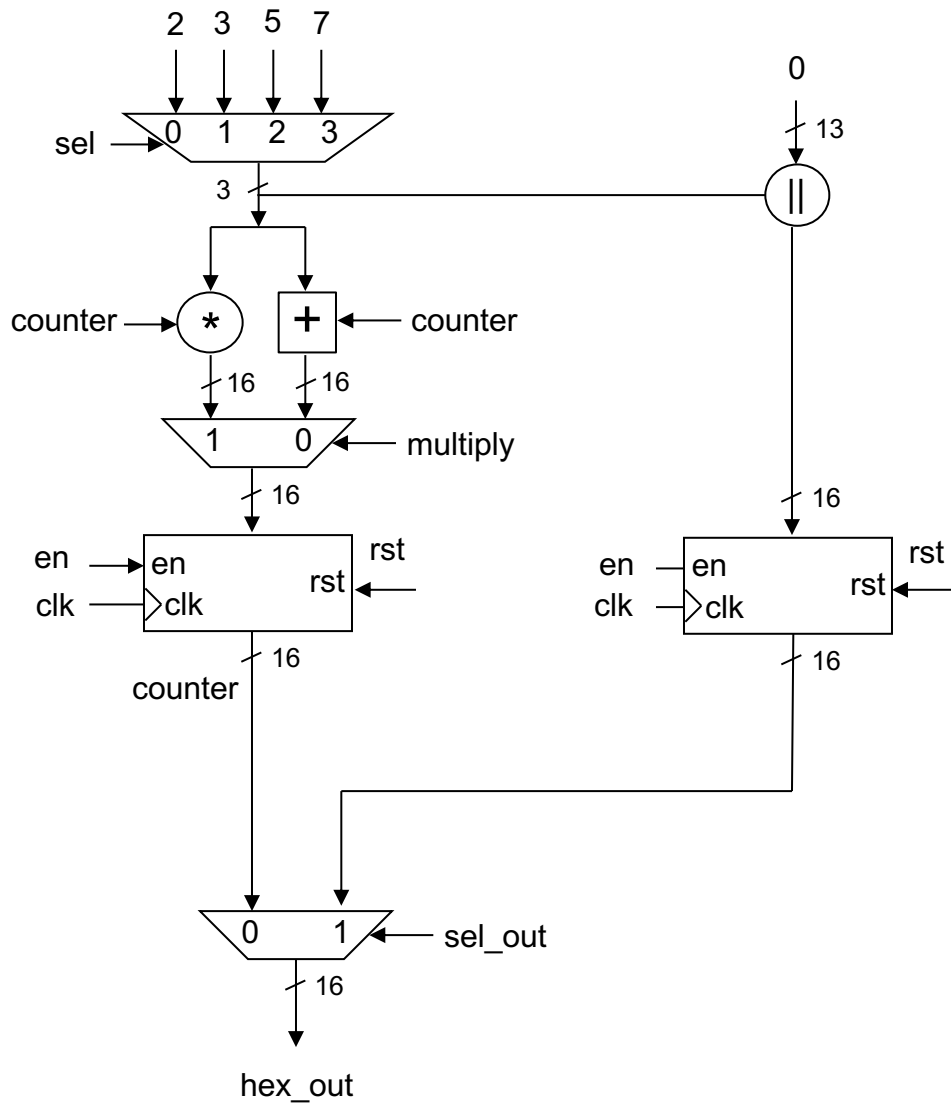 2 3 5 7
0
0 1 2 3
13
sel
3
||
counter
*
+
counter
16
16
1 0
multiply
16
16
en
en
rst
rst
clk
clk
en
en
rst
rst
clk
clk
16
16
counter
0 1
sel_out
16
hex_out